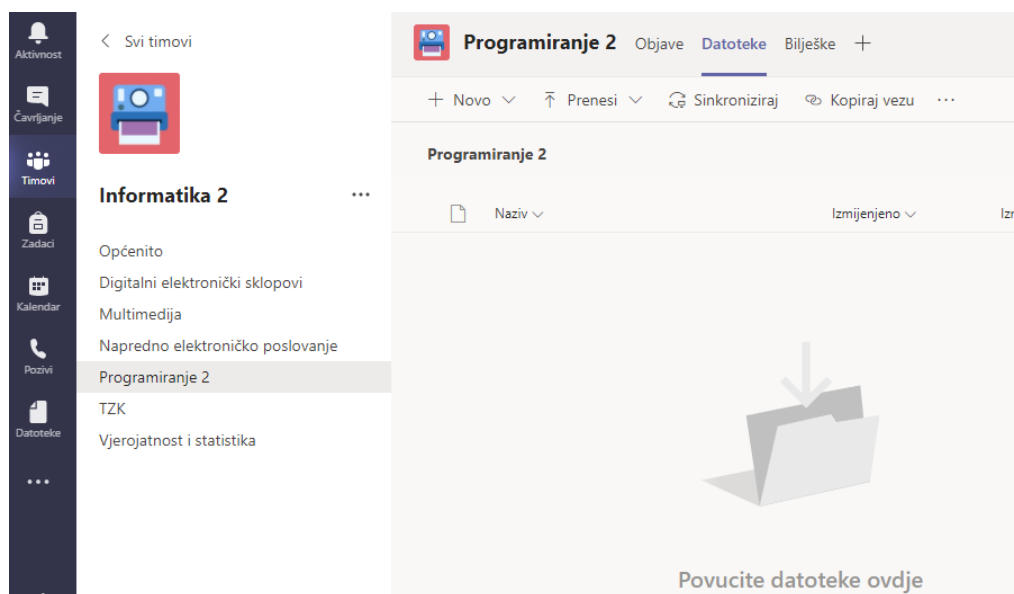 Aktivnost
Čavrljanje
Timovi
Zadaci
Kalendar
Pozivi
Datoteke
Svi timovi
Informatika 2
Općenito
Digitalni elektronički sklopovi
Multimedija
Napredno elektroničko poslovanje
Programiranje 2
TZK
Vjerojatnost i statistika
Programiranje 2 Objave Datoteke Bilješke
Novo Prenesi Sinkroniziraj Kopiraj vezu
Programiranje 2
Naziv Izmijenjeno
Povucite datoteke ovdje